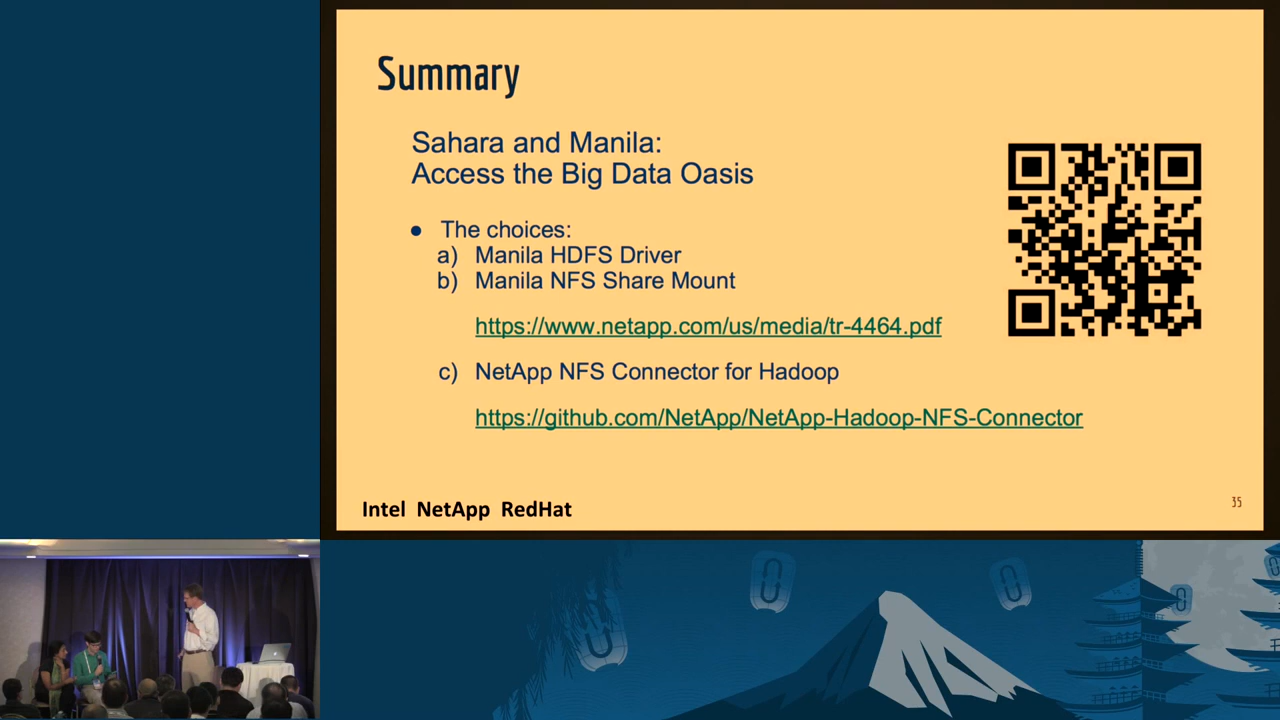 Summary
Sahara and Manila:
Access the Big Data Oasis
● The choices:
a) Manila HDFS Driver
b) Manila NFS Share Mount
https://www.netapp.com/us/media/tr-4464.pdf
c) NetApp NFS Connector for Hadoop
https://github.com/NetApp/NetApp-Hadoop-NFS-Connector
Intel NetApp RedHat
35